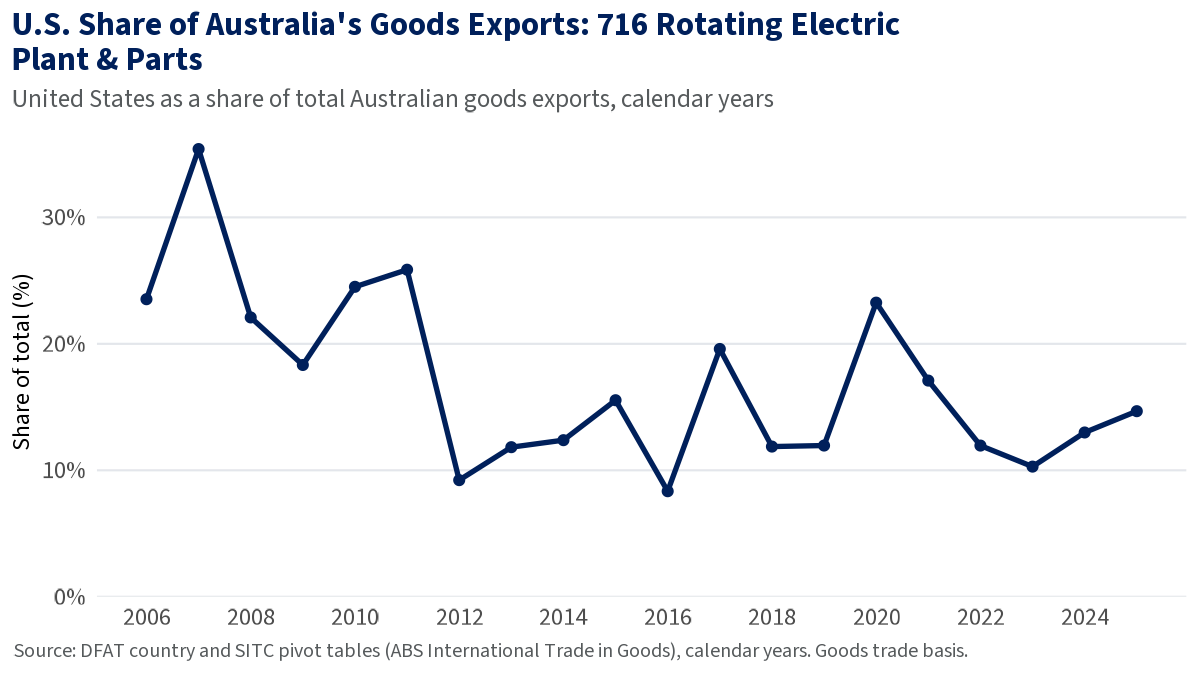 U.S. Share of Australia's Goods Exports: 716 Rotating Electric
Plant & Parts
United States as a share of total Australian goods exports, calendar years
Share of total (%)
30%
20%
10%
0%
2006 2008 2010 2012 2014 2016 2018 2020 2022 2024
Source: DFAT country and SITC pivot tables (ABS International Trade in Goods), calendar years. Goods trade basis.